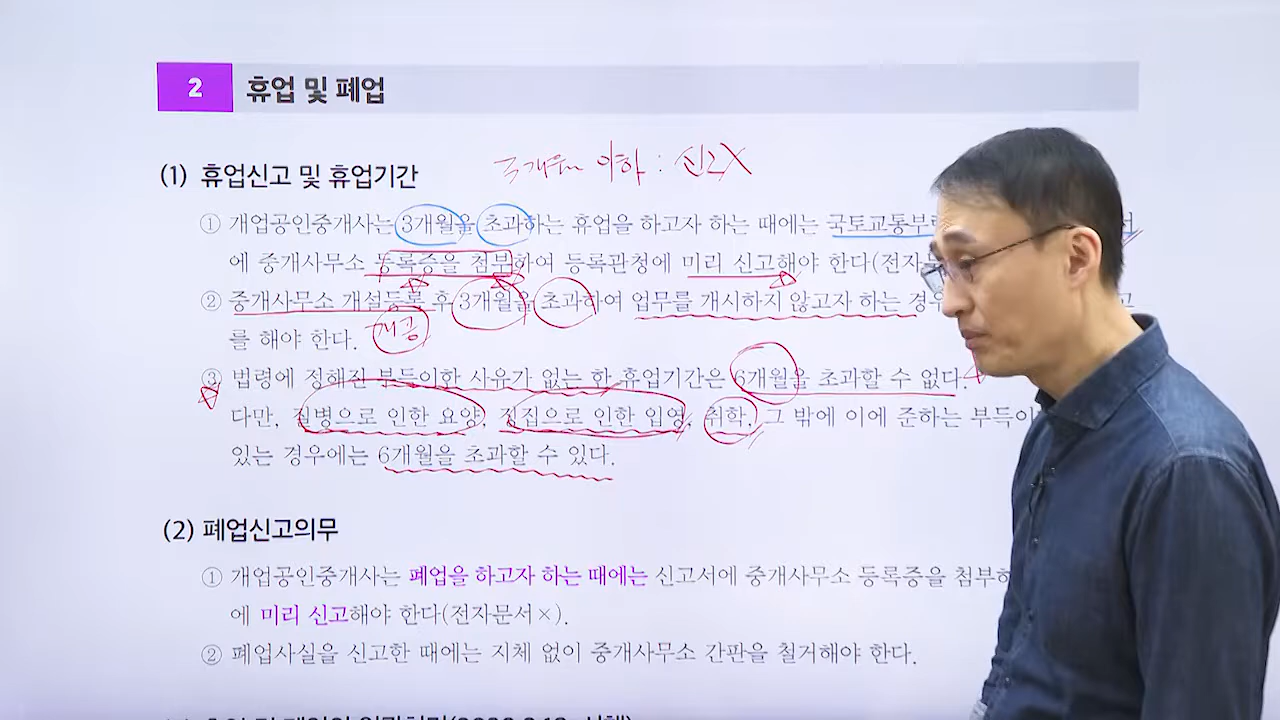 2 휴업 및 폐업
3개월 이하 : 신고X
(1) 휴업신고 및 휴업기간
① 개업공인중개사는 3개월을 초과하는 휴업을 하고자 하는 때에는 국토교통부
에 중개사무소 등록증을 첨부하여 등록관청에 미리 신고해야 한다(전자
② 중개사무소 개설등록 후 3개월을 초과하여 업무를 개시하지 않고자 하는 경우
를 해야 한다.
개공
③ 법령에 정해진 부득이한 사유가 없는 한 휴업기간은 6개월을 초과할 수 없다.
다만, 질병으로 인한 요양, 징집으로 인한 입영, 취학, 그 밖에 이에 준하는 부득이
있는 경우에는 6개월을 초과할 수 있다.
(2) 폐업신고의무
① 개업공인중개사는 폐업을 하고자 하는 때에는 신고서에 중개사무소 등록증을 첨부하
에 미리 신고해야 한다(전자문서×).
② 폐업사실을 신고한 때에는 지체 없이 중개사무소 간판을 철거해야 한다.